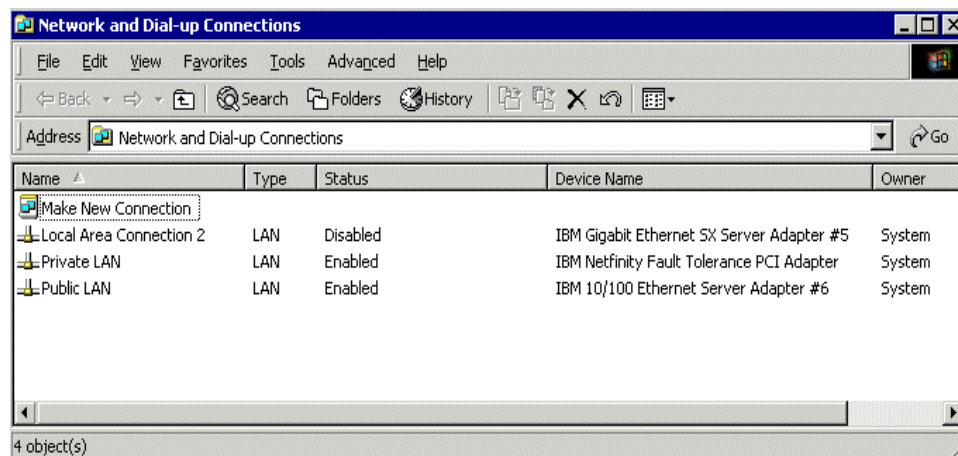 Network and Dial-up Connections
File Edit View Favorites Tools Advanced Help
Back Search Folders History
Address Network and Dial-up Connections Go
Name Type Status Device Name Owner
Make New Connection
Local Area Connection 2 LAN Disabled IBM Gigabit Ethernet SX Server Adapter #5 System
Private LAN LAN Enabled IBM Netfinity Fault Tolerance PCI Adapter System
Public LAN LAN Enabled IBM 10/100 Ethernet Server Adapter #6 System
4 object(s)